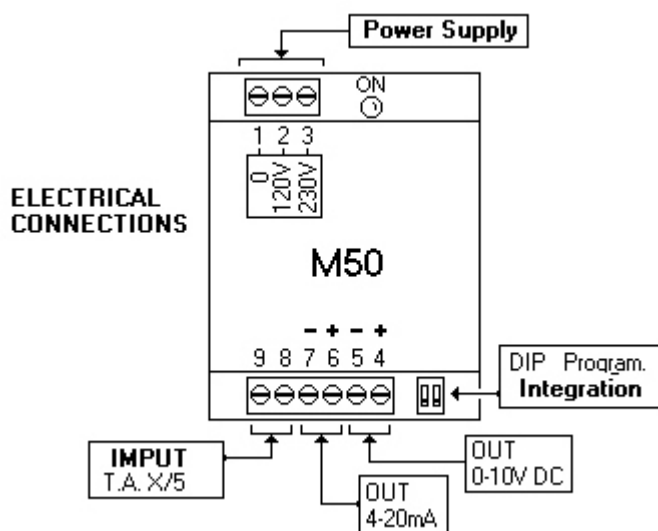 Power Supply
ON
1 2 3
0
120V
230V
ELECTRICAL
CONNECTIONS
M50
- + - +
9 8 7 6 5 4
DIP Program.
Integration
IMPUT
T.A. X/5
OUT
4-20mA
OUT
0-10V DC